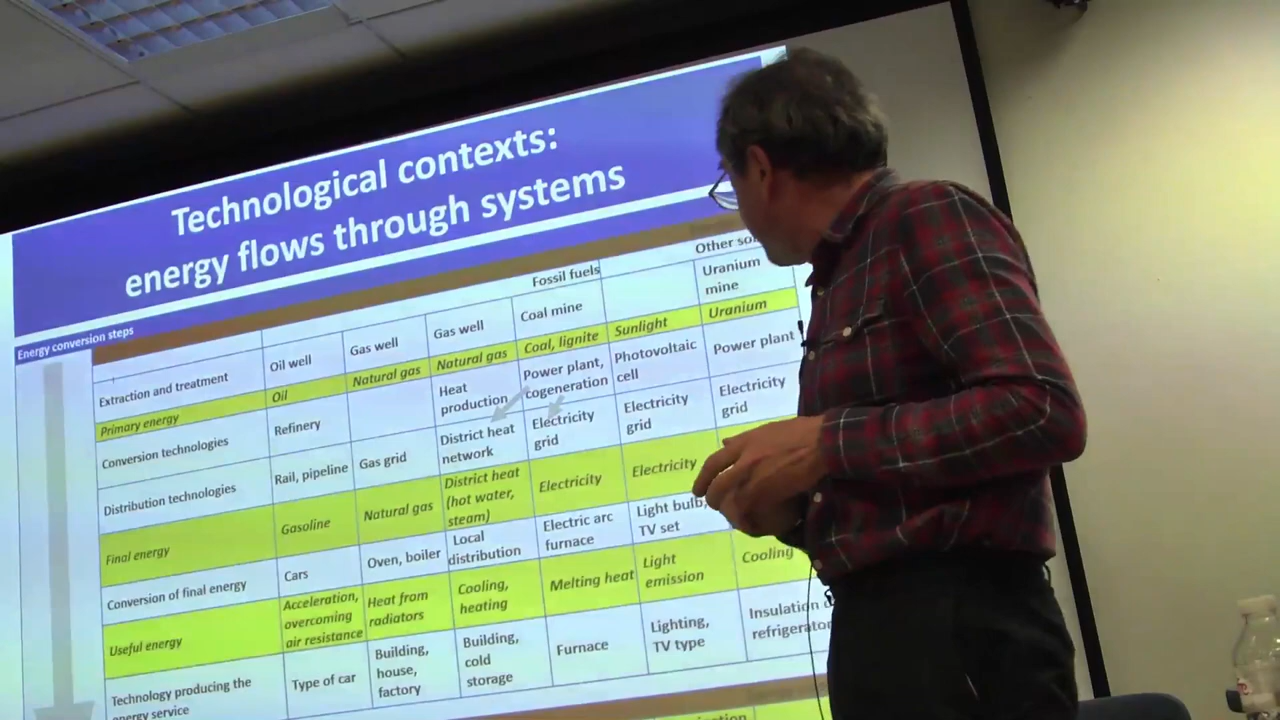 Technological contexts:
energy flows through systems
Energy conversion steps
Fossil fuels
Other
Extraction and treatment
Oil well
Gas well
Gas well
Coal mine
Uranium
mine
Primary energy
Oil
Natural gas
Natural gas
Coal, lignite
Sunlight
Uranium
Conversion technologies
Refinery
Heat
production
Power plant,
cogeneration
Photovoltaic
cell
Power plant
Distribution technologies
Rail, pipeline
Gas grid
District heat
network
Electricity
grid
Electricity
grid
Electricity
grid
Final energy
Gasoline
Natural gas
District heat
(hot water,
steam)
Electricity
Electricity
Conversion of final energy
Cars
Oven, boiler
Local
distribution
Electric arc
furnace
Light bulb,
TV set
Useful energy
Acceleration,
overcoming
air resistance
Heat from
radiators
Cooling,
heating
Melting heat
Light
emission
Cooling
Technology producing the
energy service
Type of car
Building,
house,
factory
Building,
cold
storage
Furnace
Lighting,
TV type
Insulation
refrigerator